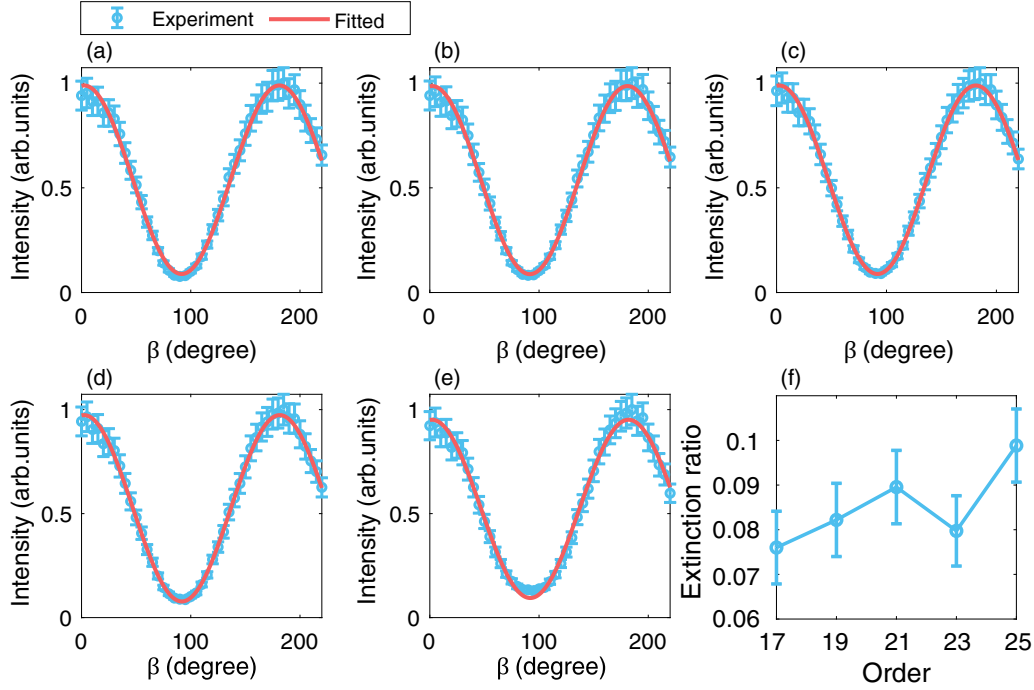 Experiment Fitted
(a) (b) (c)
Intensity (arb.units) Intensity (arb.units) Intensity (arb.units)
1 1 1
0.5 0.5 0.5
0 0 0
0 100 200 0 100 200 0 100 200
β (degree) β (degree) β (degree)
(d) (e) (f)
Intensity (arb.units) Intensity (arb.units) Extinction ratio
1 1 0.1
0.09
0.5 0.5 0.08
0.07
0 0 0.06
0 100 200 0 100 200 17 19 21 23 25
β (degree) β (degree) Order